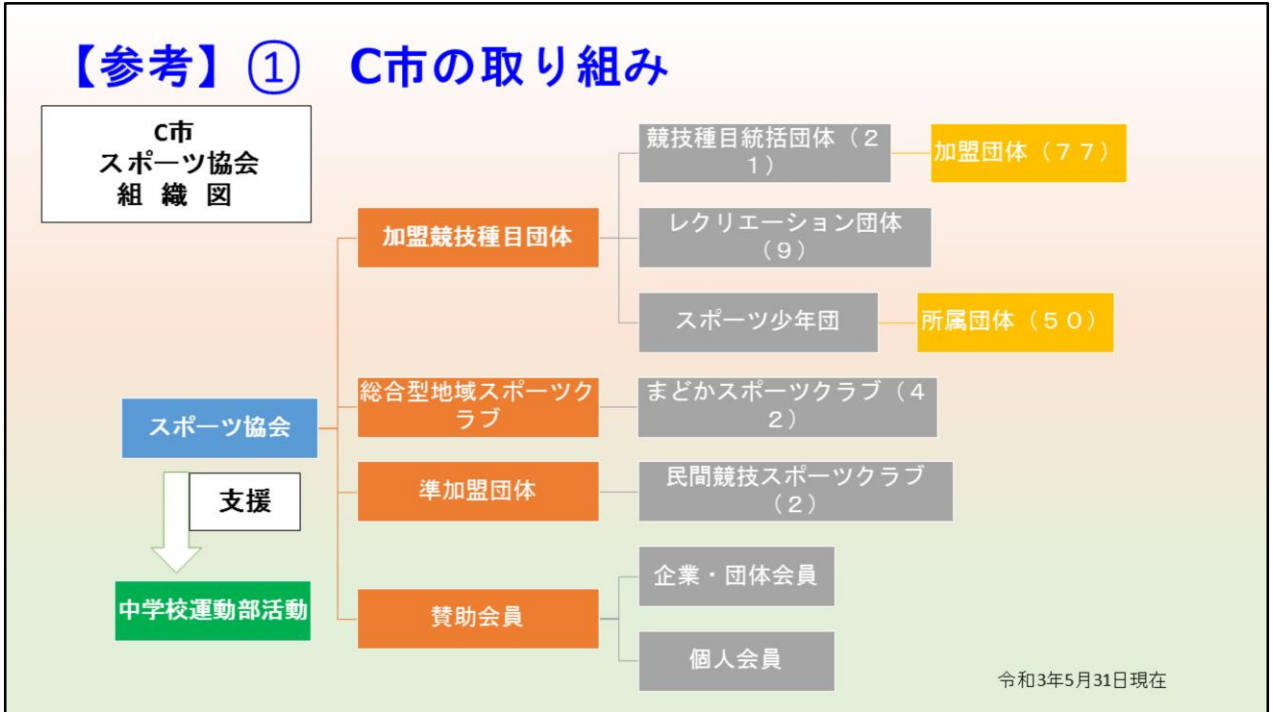 【参考】① C市の取り組み
C市
スポーツ協会
組 織 図
スポーツ協会
支援
中学校運動部活動
加盟競技種目団体
競技種目統括団体（２
１）
加盟団体（７７）
レクリエーション団体
（９）
スポーツ少年団
所属団体（５０）
総合型地域スポーツク
ラブ
まどかスポーツクラブ（４
２）
準加盟団体
民間競技スポーツクラブ
（２）
賛助会員
企業・団体会員
個人会員
令和3年5月31日現在